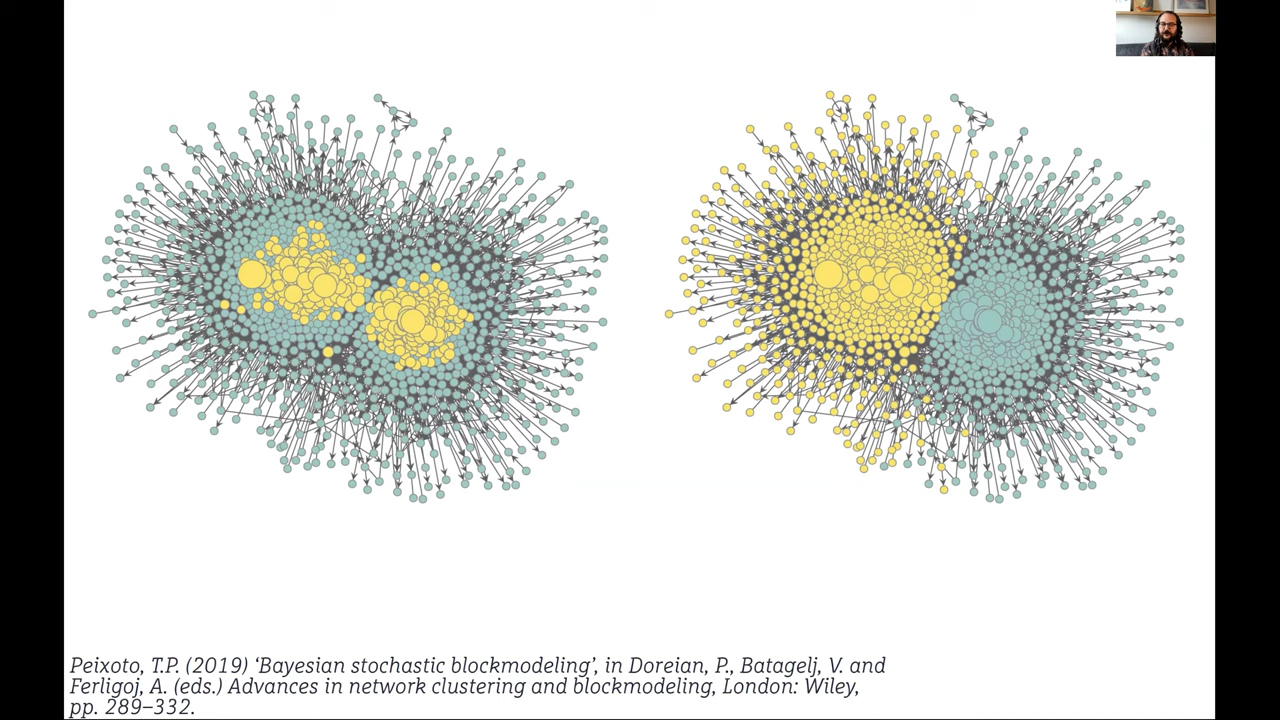 Peixoto, T.P. (2019) ‘Bayesian stochastic blockmodeling’, in Doreian, P., Batagelj, V. and
Ferligoj, A. (eds.) Advances in network clustering and blockmodeling, London: Wiley,
pp. 289–332.